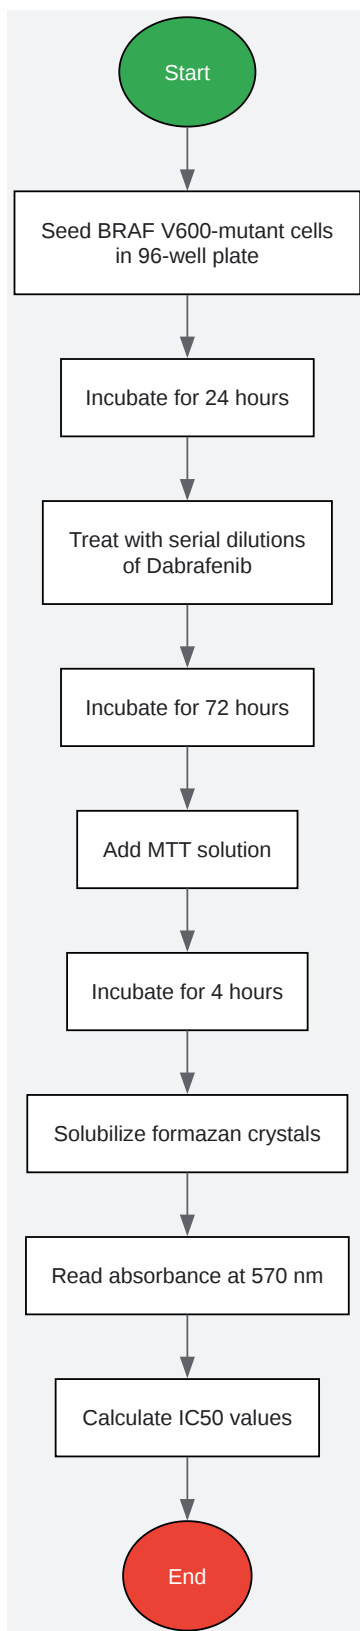 Start
Seed BRAF V600-mutant cells
in 96-well plate
Incubate for 24 hours
Treat with serial dilutions
of Dabrafenib
Incubate for 72 hours
Add MTT solution
Incubate for 4 hours
Solubilize formazan crystals
Read absorbance at 570 nm
Calculate IC50 values
End